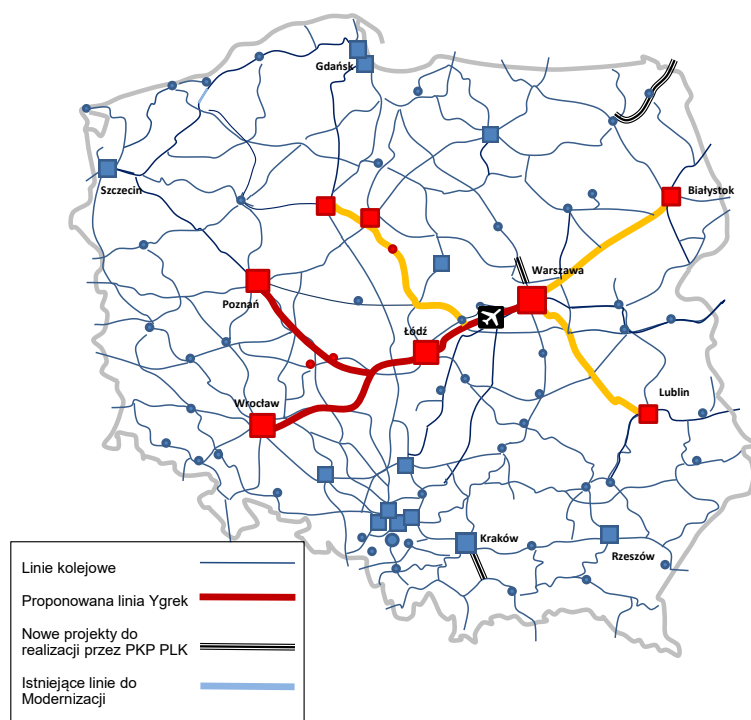 Gdańsk
Szczecin
Białystok
Warszawa
Poznań
Łódź
Wrocław
Lublin
Kraków
Rzeszów
Linie kolejowe
Proponowana linia Ygrek
Nowe projekty do
realizacji przez PKP PLK
Istniejące linie do
Modernizacji